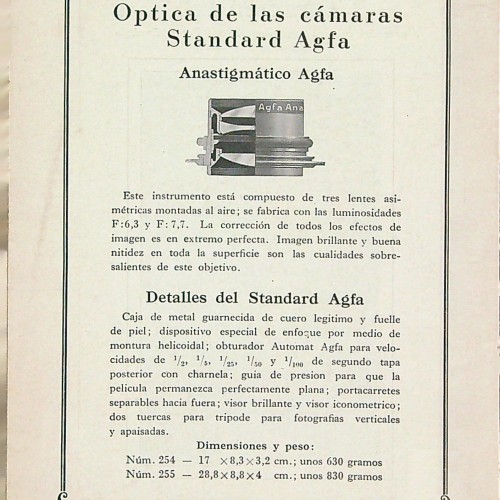 Optica de las cámaras
Standard Agfa
Anastigmático Agfa
Agfa Ana
Este instrumento está compuesto de tres lentes asi-
métricas montadas al aire; se fabrica con las luminosidades
F:6,3 y F:7,7. La corrección de todos los efectos de
imagen es en extremo perfecta. Imagen brillante y buena
nitidez en toda la superficie son las cualidades sobre-
salientes de este objetivo.
Detalles del Standard Agfa
Caja de metal guarnecida de cuero legitimo y fuelle
de piel; dispositivo especial de enfoque por medio de
montura helicoidal; obturador Automat Agfa para velo-
cidades de 1/2, 1/5, 1/25, 1/50 y 1/100 de segundo tapa
posterior con charnela; guia de presion para que la
pelicula permanezca perfectamente plana; portacarretes
separables hacia fuera; visor brillante y visor iconometrico;
dos tuercas para tripode para fotografias verticales
y apaisadas.
Dimensiones y peso:
Núm. 254 — 17 ×8,3×3,2 cm.; unos 630 gramos
Núm. 255 — 28,8×8,8×4 cm.; unos 830 gramos